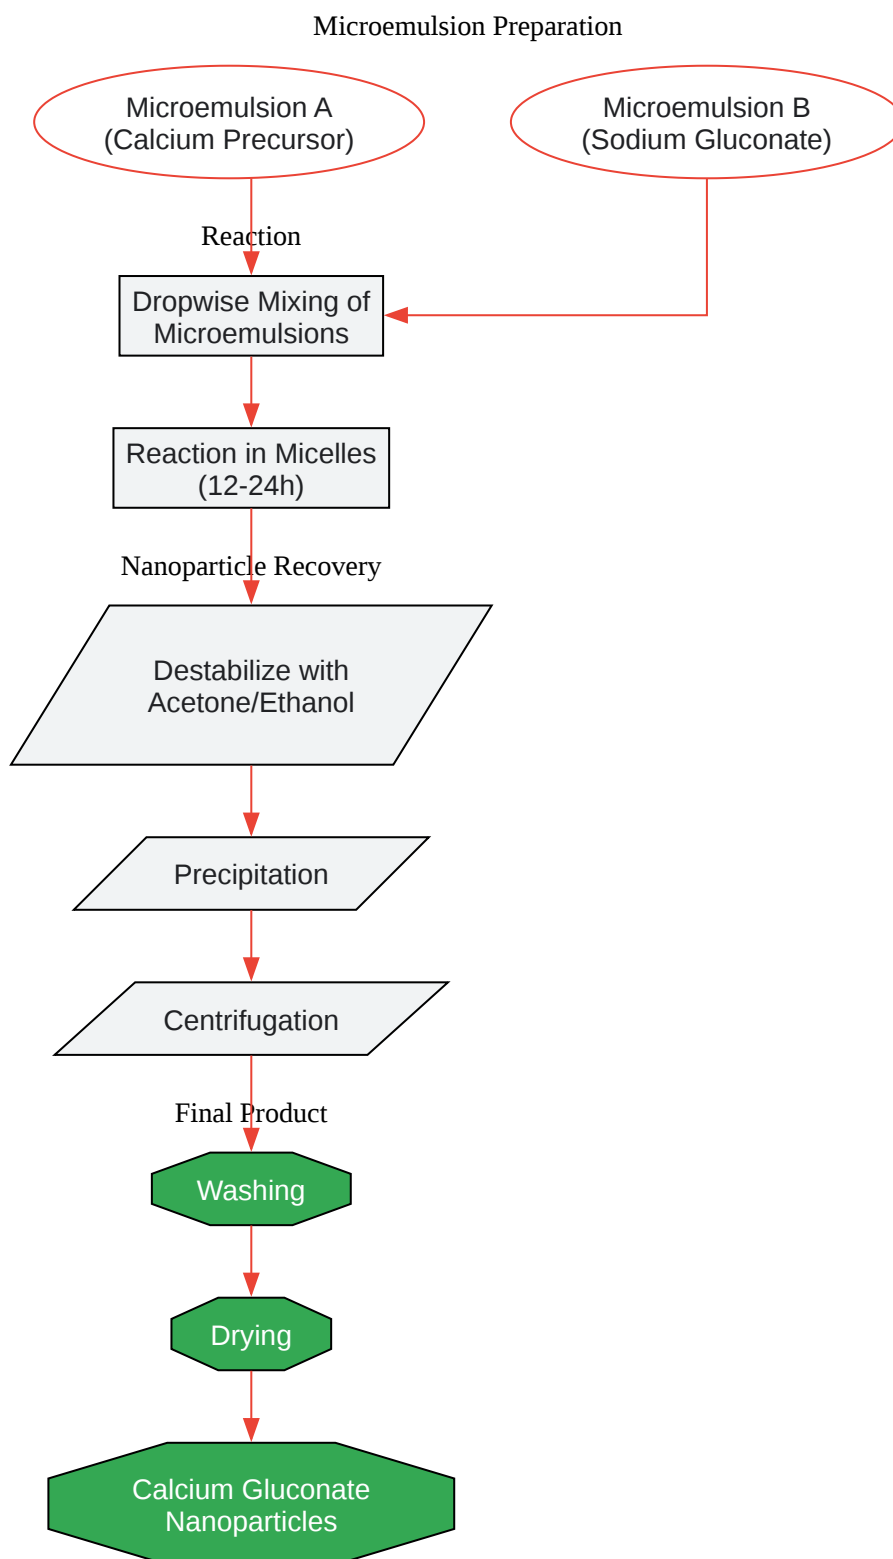 Microemulsion Preparation
Microemulsion A
(Calcium Precursor)
Microemulsion B
(Sodium Gluconate)
Reaction
Dropwise Mixing of
Microemulsions
Reaction in Micelles
(12-24h)
Nanoparticle Recovery
Destabilize with
Acetone/Ethanol
Precipitation
Centrifugation
Final Product
Washing
Drying
Calcium Gluconate
Nanoparticles